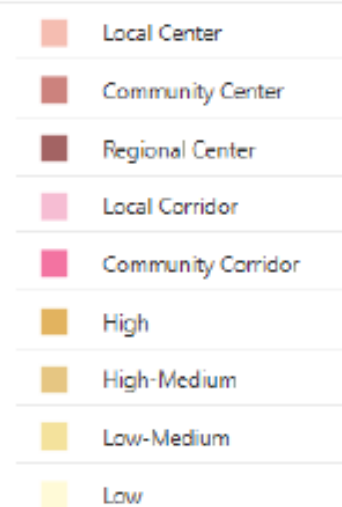 Local Center
Community Center
Regional Center
Local Corridor
Community Corridor
High
High-Medium
Low-Medium
Low